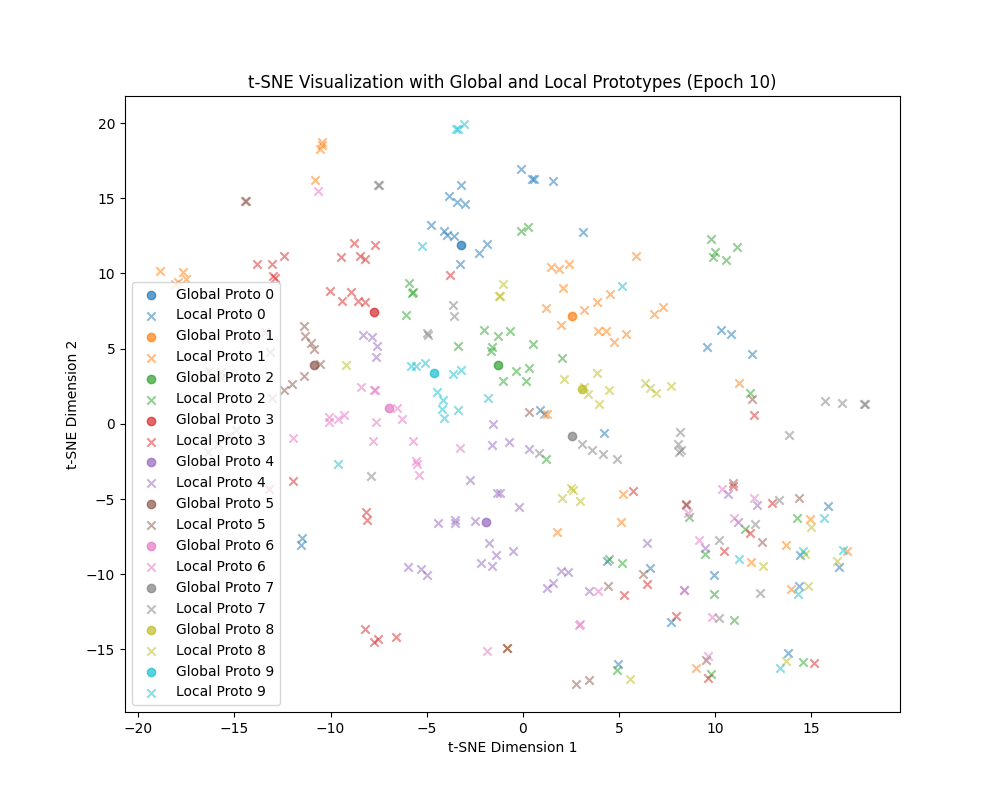 t-SNE Visualization with Global and Local Prototypes (Epoch 10)
t-SNE Dimension 2
20
15
10
5
0
−5
−10
−15
Global Proto 0
Local Proto 0
Global Proto 1
Local Proto 1
Global Proto 2
Local Proto 2
Global Proto 3
Local Proto 3
Global Proto 4
Local Proto 4
Global Proto 5
Local Proto 5
Global Proto 6
Local Proto 6
Global Proto 7
Local Proto 7
Global Proto 8
Local Proto 8
Global Proto 9
Local Proto 9
−20 −15 −10 −5 0 5 10 15
t-SNE Dimension 1